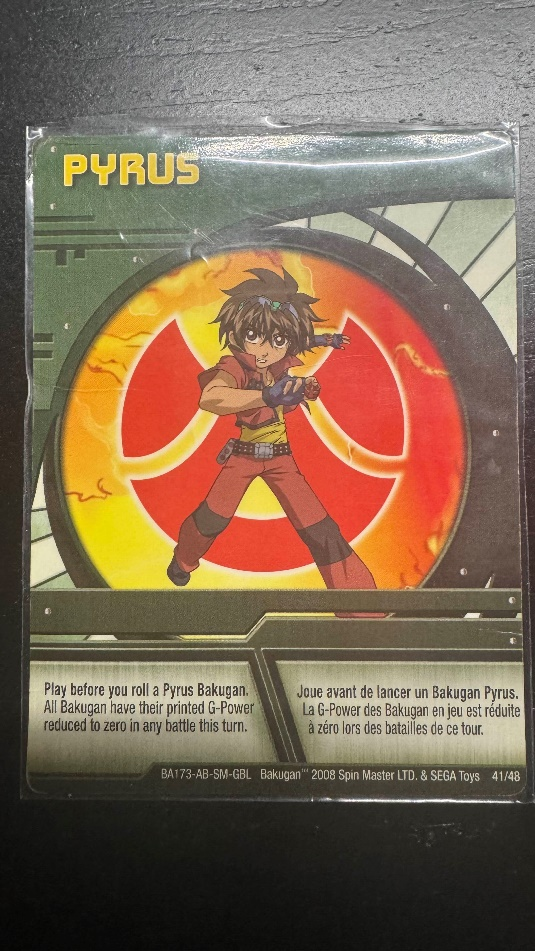 PYRUS
Play before you roll a Pyrus Bakugan.
All Bakugan have their printed G-Power
reduced to zero in any battle this turn.
Joue avant de lancer un Bakugan Pyrus.
La G-Power des Bakugan en jeu est réduite
à zéro lors des batailles de ce tour.
BA173-AB-SM-GBL Bakugan™ 2008 Spin Master LTD. & SEGA Toys 41/48